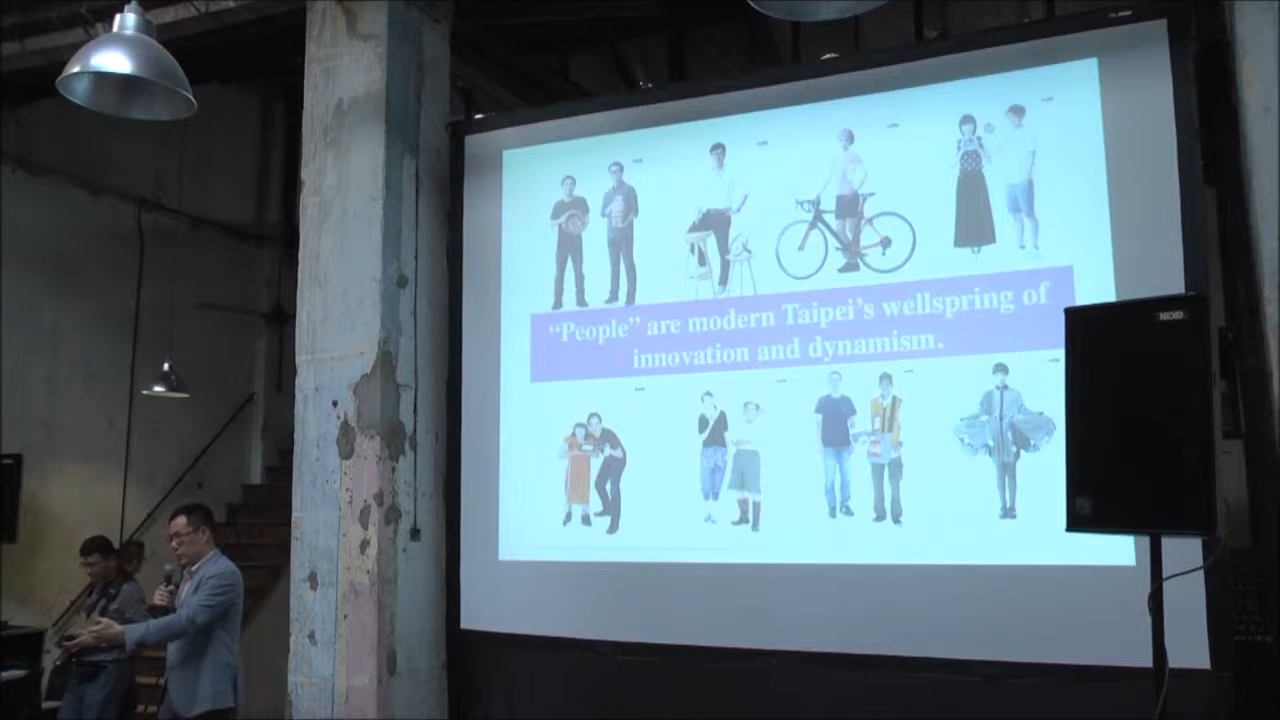 “People” are modern Taipei’s wellspring of
innovation and dynamism.